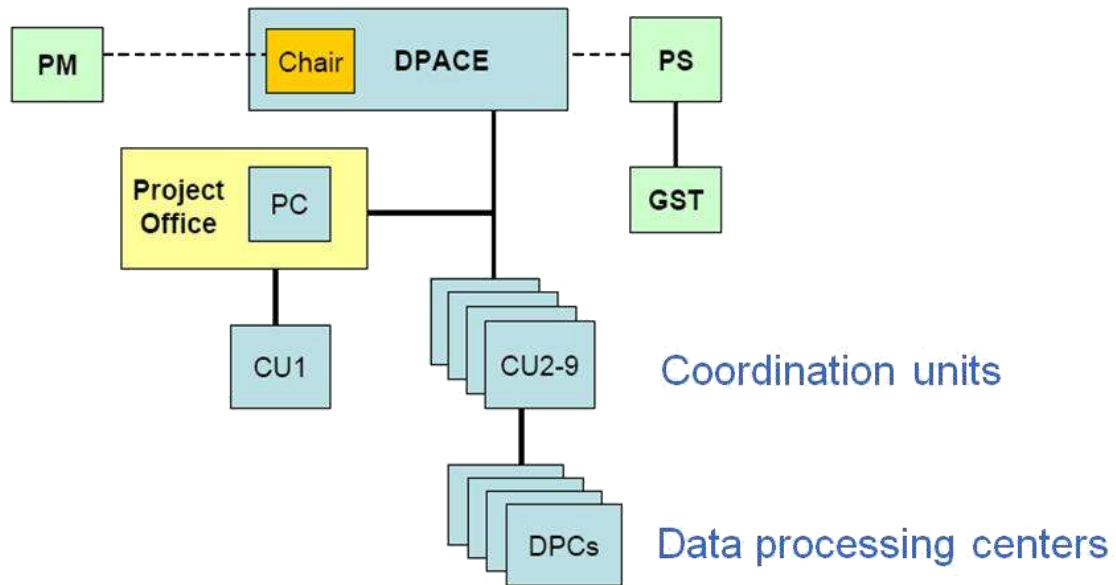 PM
Chair
DPACE
PS
Project
Office
PC
GST
CU1
CU2-9
Coordination units
DPCs
Data processing centers